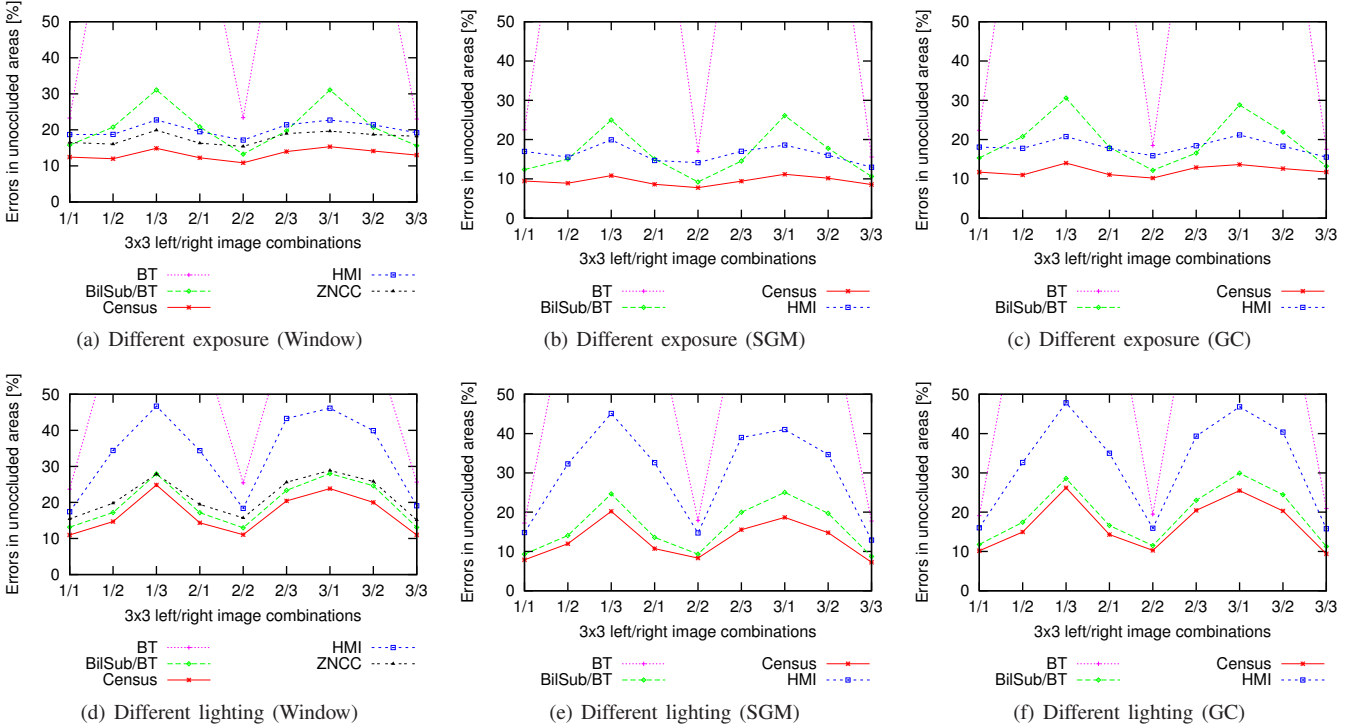 Errors in unoccluded areas [%]
50
40
30
20
10
0
1/1 1/2 1/3 2/1 2/2 2/3 3/1 3/2 3/3
3x3 left/right image combinations
BT
BilSub/BT
Census
HMI
ZNCC
(a) Different exposure (Window)
Errors in unoccluded areas [%]
50
40
30
20
10
0
1/1 1/2 1/3 2/1 2/2 2/3 3/1 3/2 3/3
3x3 left/right image combinations
BT
BilSub/BT
Census
HMI
(b) Different exposure (SGM)
Errors in unoccluded areas [%]
50
40
30
20
10
0
1/1 1/2 1/3 2/1 2/2 2/3 3/1 3/2 3/3
3x3 left/right image combinations
BT
BilSub/BT
Census
HMI
(c) Different exposure (GC)
Errors in unoccluded areas [%]
50
40
30
20
10
0
1/1 1/2 1/3 2/1 2/2 2/3 3/1 3/2 3/3
3x3 left/right image combinations
BT
BilSub/BT
Census
HMI
ZNCC
(d) Different lighting (Window)
Errors in unoccluded areas [%]
50
40
30
20
10
0
1/1 1/2 1/3 2/1 2/2 2/3 3/1 3/2 3/3
3x3 left/right image combinations
BT
BilSub/BT
Census
HMI
(e) Different lighting (SGM)
Errors in unoccluded areas [%]
50
40
30
20
10
0
1/1 1/2 1/3 2/1 2/2 2/3 3/1 3/2 3/3
3x3 left/right image combinations
BT
BilSub/BT
Census
HMI
(f) Different lighting (GC)